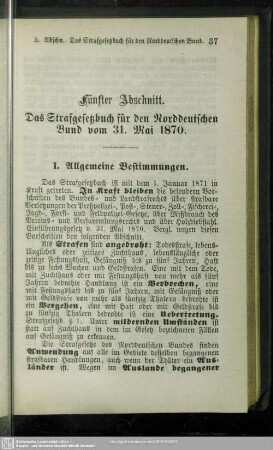 5. Abschn. Das Strafgesetzbuch für den Norddeutschen Bund. 37
Fünfter Abschnitt.
Das Strafgesetzbuch für den Norddeutschen
Bund vom 31. Mai 1870.
I. Allgemeine Bestimmungen.
Das Strafgesetzbuch ist mit dem 1. Januar 1871 in
Kraft getreten. In Kraft bleiben die besondern Vor-
schriften des Bundes- und Landstrafrechts über strafbare
Verletzungen der Preßpolizei-, Post-, Steuer-, Zoll-, Fischerei-,
Jagd-, Forst- und Feldpolizei-Gesetze, über Mißbrauch des
Vereins- und Versammlungsrechts und über Holzdiebstahl.
Einführungsgesetz v. 31. Mai 1870. Vergl. wegen dieser
Vorschriften den folgenden Abschnitt.
Als Strafen sind angedroht: Todesstrafe, lebens-
längliches oder zeitiges Zuchthaus, lebenslängliche oder
zeitige Festungshaft, Gefängniß bis zu fünf Jahren, Haft
bis zu sechs Wochen und Geldstrafe. Eine mit dem Tode,
mit Zuchthaus oder mit Festungshaft von mehr als fünf
Jahren bedrohte Handlung ist ein Verbrechen, eine
mit Festungshaft bis zu fünf Jahren, mit Gefängniß oder
mit Geldstrafe von mehr als fünfzig Thalern bedrohte ist
ein Vergehen, eine mit Haft oder mit Geldstrafe bis
zu fünfzig Thalern bedrohte ist eine Uebertretung.
Strafgesetz § 1. Unter mildernden Umständen ist
statt auf Zuchthaus in dem im Gesetz bezeichneten Fällen
auf Gefängniß zu erkennen.
Die Strafgesetze des Norddeutschen Bundes finden
Anwendung auf alle im Gebiete desselben begangenen
strafbaren Handlungen, auch wenn der Thäter ein Aus-
länder ist. Wegen im Auslande begangener